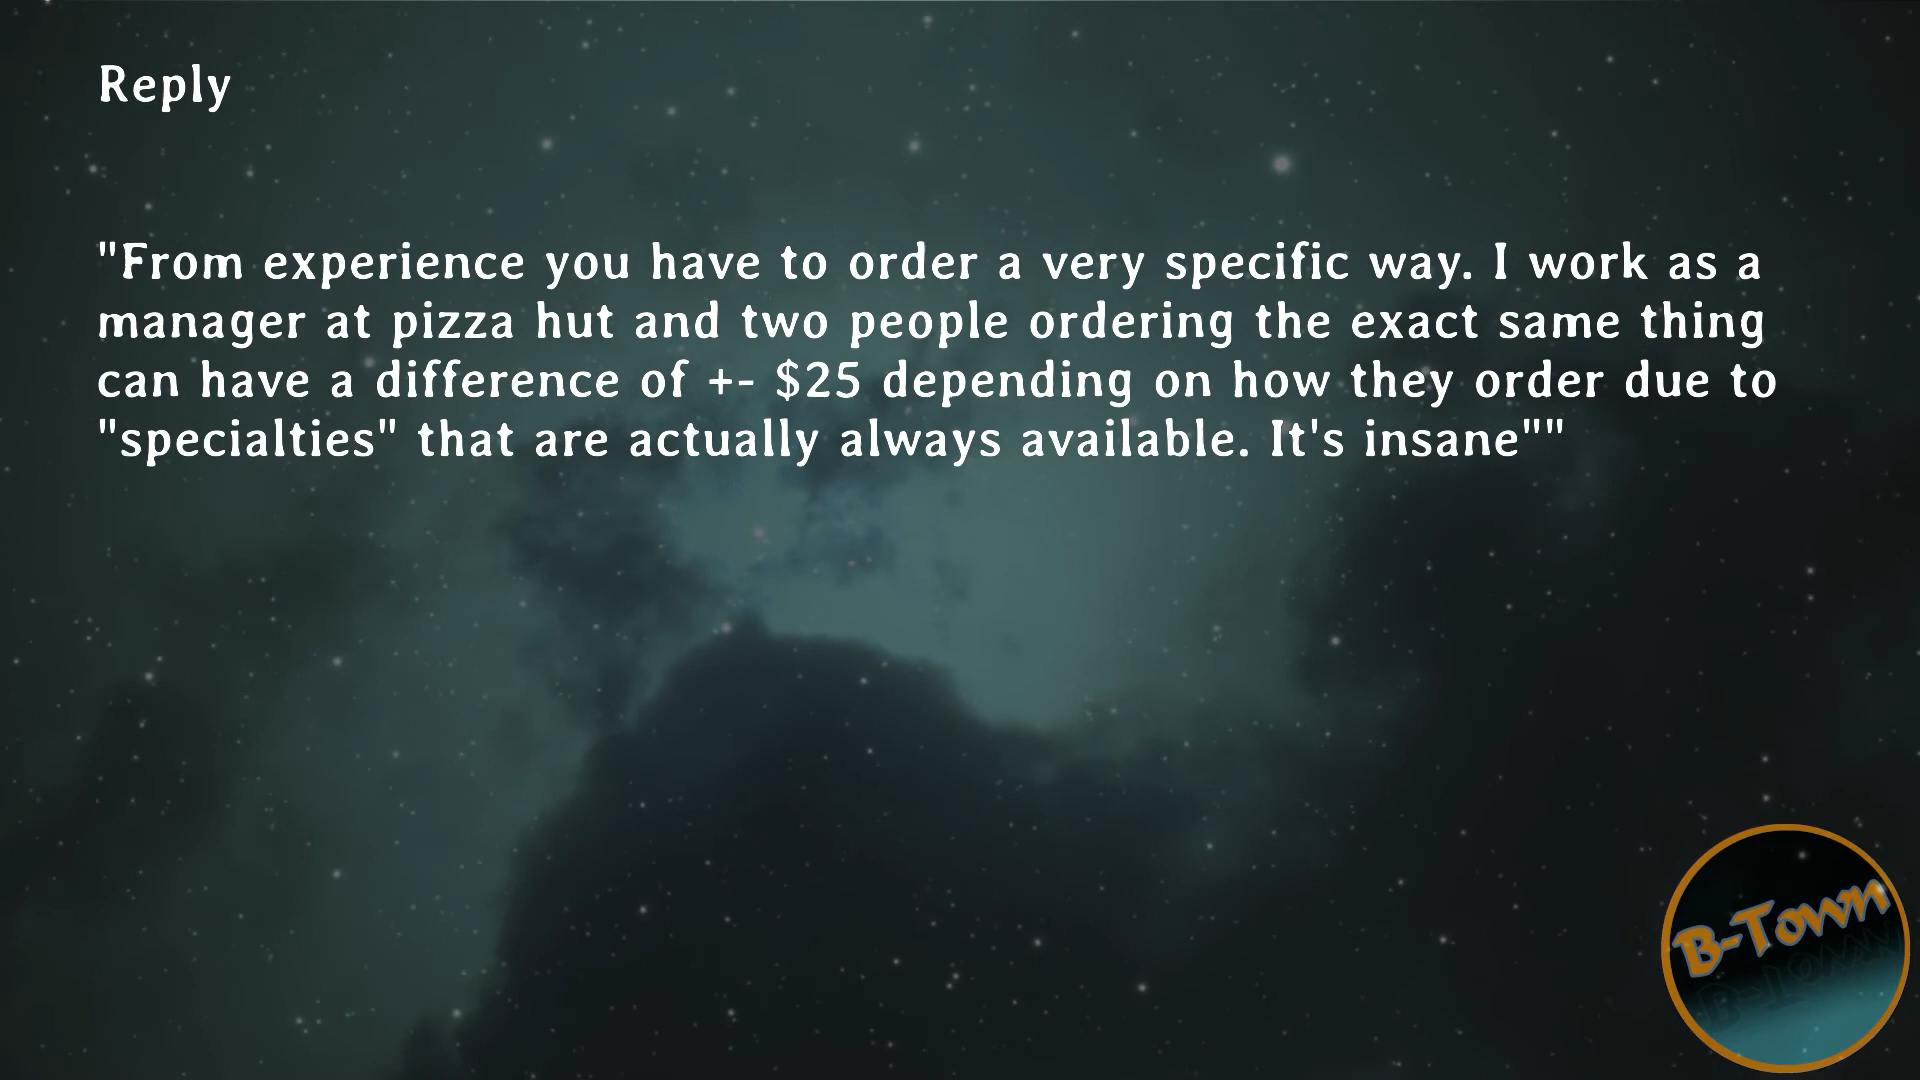 Reply
"From experience you have to order a very specific way. I work as a
manager at pizza hut and two people ordering the exact same thing
can have a difference of +- $25 depending on how they order due to
"specialties" that are actually always available. It's insane""
B-Town
B-Town